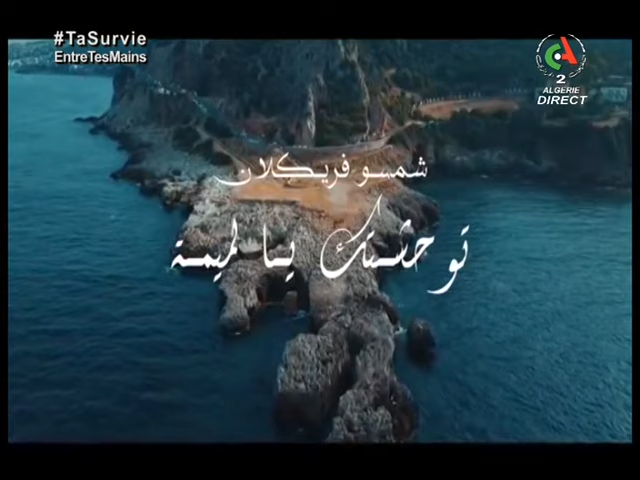 #TaSurvie
EntreTesMains
2
ALGERIE
DIRECT
شمسو فريكلان
توحشتك يا لميمة